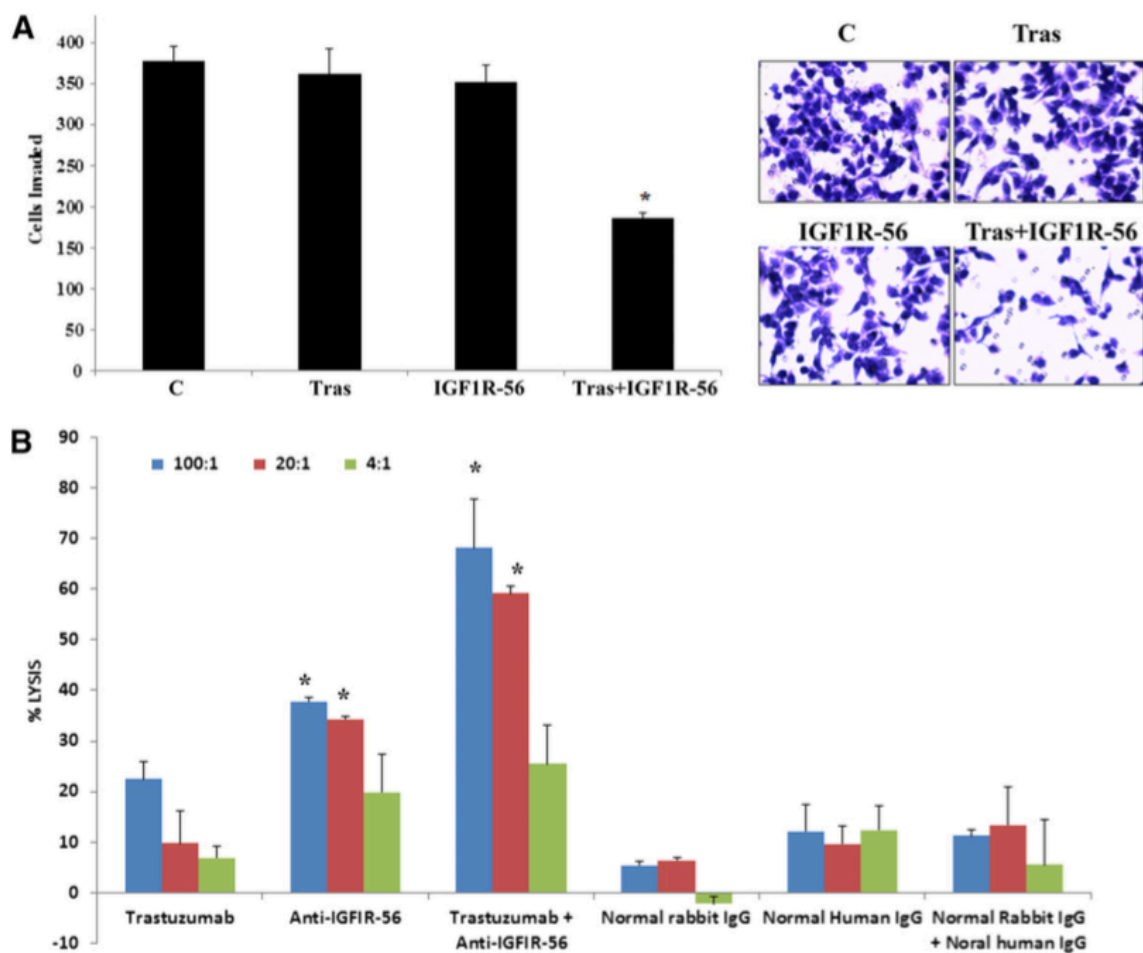 A
C
Tras
400
350
300
250
200
150
100
50
0
Cells Invaded
*
C
Tras
IGF1R-56
Tras+IGF1R-56
IGF1R-56
Tras+IGF1R-56
B
90
80
70
60
50
40
30
20
10
0
-10
% LYSIS
100:1
20:1
4:1
*
*
*
*
Trastuzumab
Anti-IGFIR-56
Trastuzumab +
Anti-IGFIR-56
Normal rabbit IgG
Normal Human IgG
Normal Rabbit IgG
+ Noral human IgG